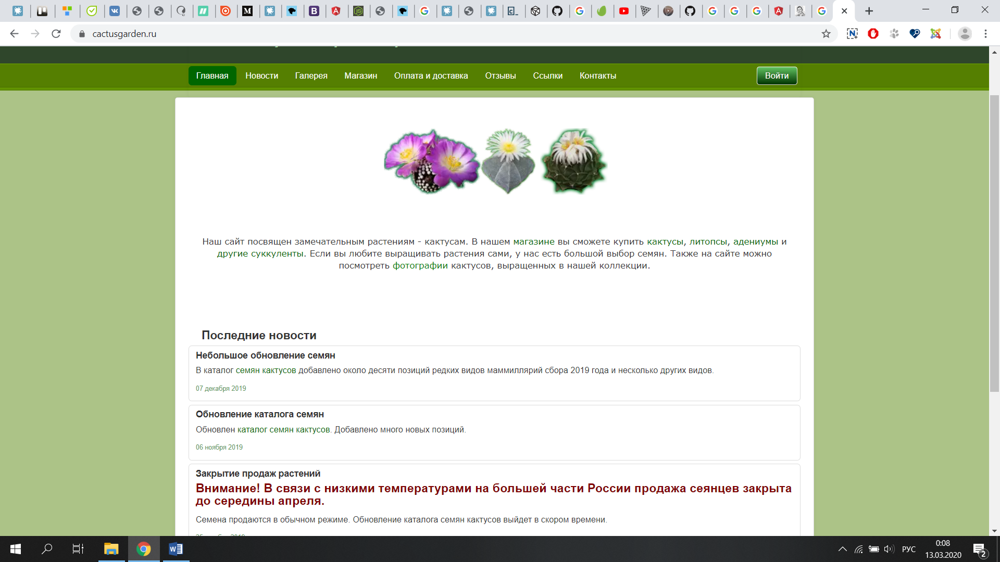 cactusgarden.ru
Главная Новости Галерея Магазин Оплата и доставка Отзывы Ссылки Контакты Войти
Наш сайт посвящен замечательным растениям - кактусам. В нашем магазине вы сможете купить кактусы, литопсы, адениумы и
другие суккуленты. Если вы любите выращивать растения сами, у нас есть большой выбор семян. Также на сайте можно
посмотреть фотографии кактусов, выращенных в нашей коллекции.
Последние новости
Небольшое обновление семян
В каталог семян кактусов добавлено около десяти позиций редких видов маммиллярий сбора 2019 года и несколько других видов.
07 декабря 2019
Обновление каталога семян
Обновлен каталог семян кактусов. Добавлено много новых позиций.
06 ноября 2019
Закрытие продаж растений
Внимание! В связи с низкими температурами на большей части России продажа сеянцев закрыта
до середины апреля.
Семена продаются в обычном режиме. Обновление каталога семян кактусов выйдет в скором времени.
РУС
0:08
13.03.2020
2